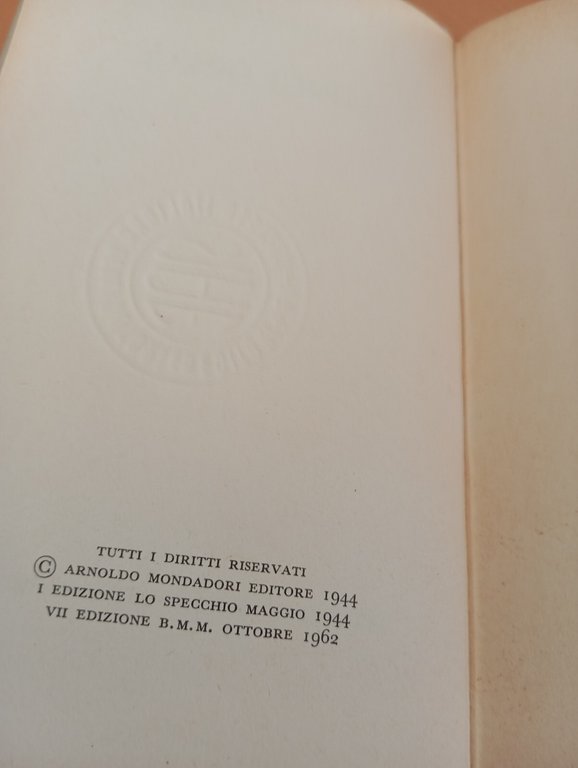 TUTTI I DIRITTI RISERVATI
© ARNOLDO MONDADORI EDITORE 1944
I EDIZIONE LO SPECCHIO MAGGIO 1944
VII EDIZIONE B.M.M. OTTOBRE 1962